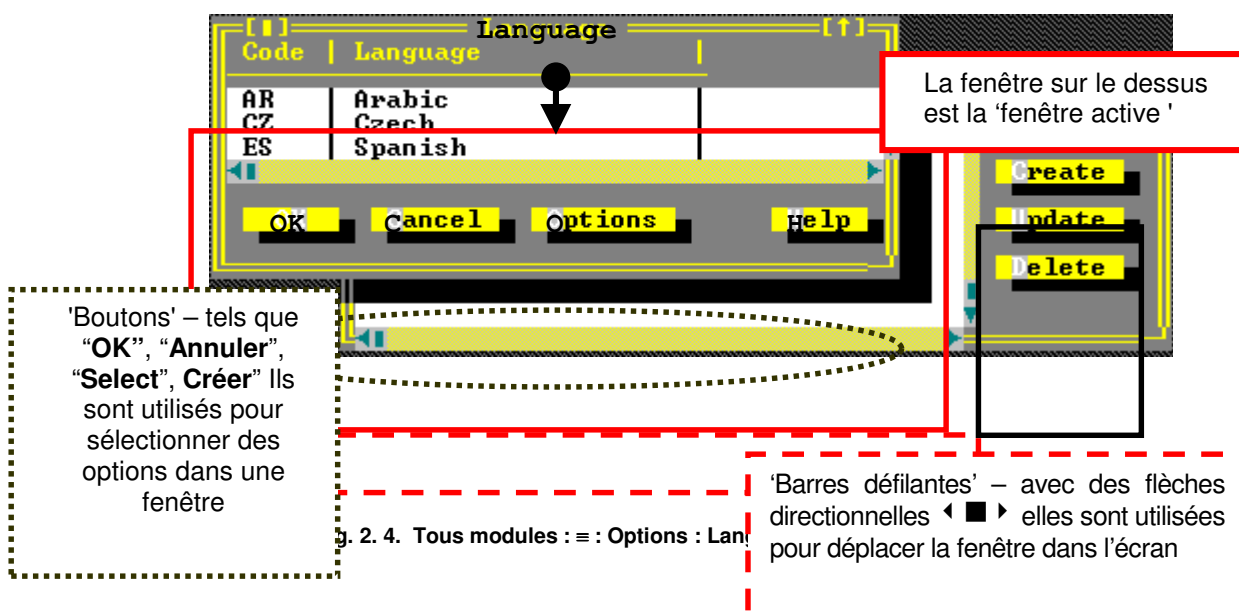 Language
[↑]
Code | Language
AR Arabic
CZ Czech
ES Spanish
OK Cancel Options Help
Create
Update
Delete
La fenêtre sur le dessus
est la ‘fenêtre active '
'Boutons' – tels que
“OK”, “Annuler”,
“Select”, Créer” Ils
sont utilisés pour
sélectionner des
options dans une
fenêtre
. 2. 4. Tous modules : ≡ : Options : Lan
‘Barres défilantes’ – avec des flèches
directionnelles ◄ ■ ► elles sont utilisées
pour déplacer la fenêtre dans l’écran